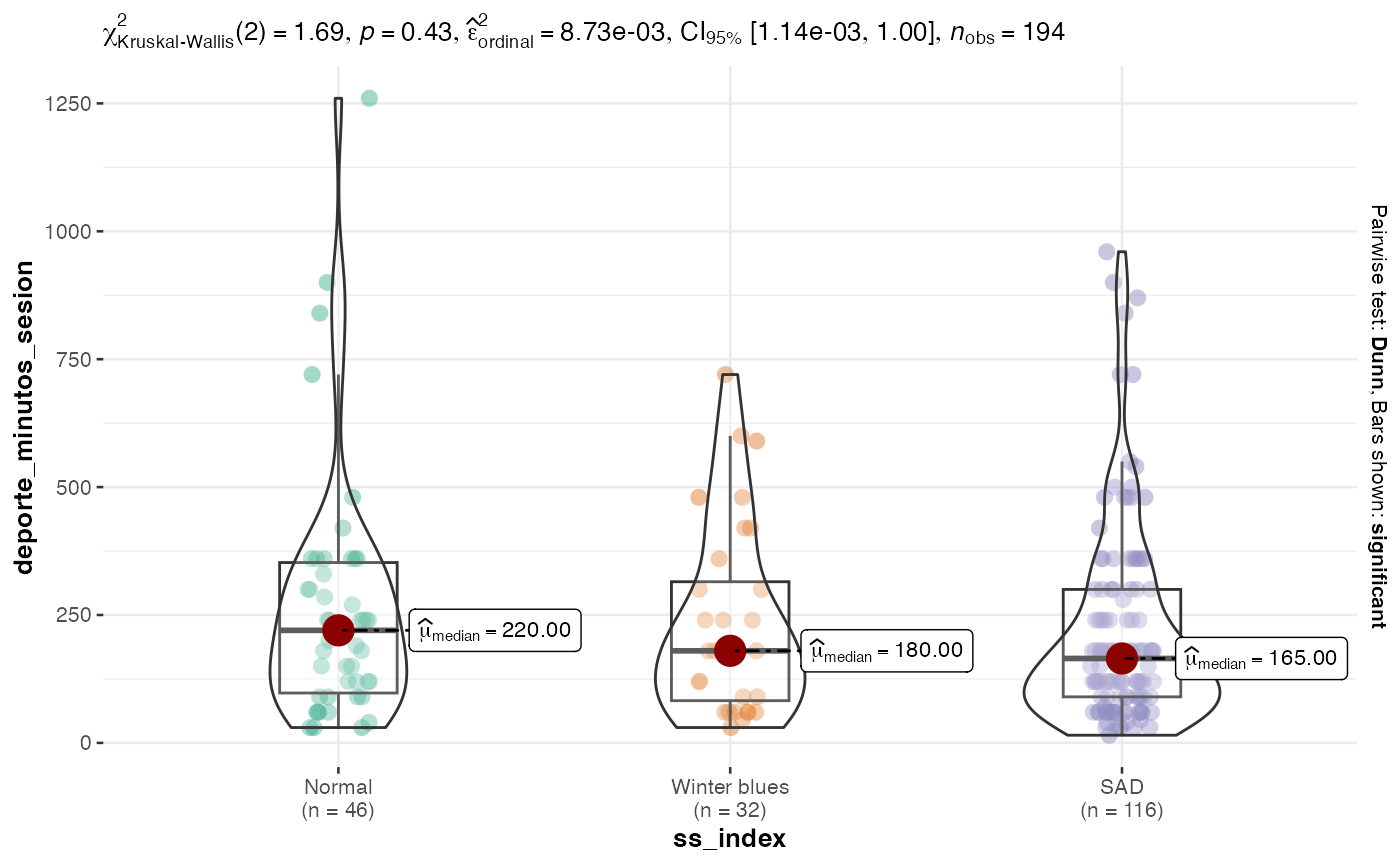 χ²Kruskal-Wallis(2) = 1.69, p = 0.43, ε̂²ordinal = 8.73e-03, CI95% [1.14e-03, 1.00], nobs = 194
1250
1000
750
500
250
0
deporte_minutos_sesion
μ̂median = 220.00
μ̂median = 180.00
μ̂median = 165.00
Pairwise test: Dunn, Bars shown: significant
Normal
(n = 46)
Winter blues
(n = 32)
SAD
(n = 116)
ss_index